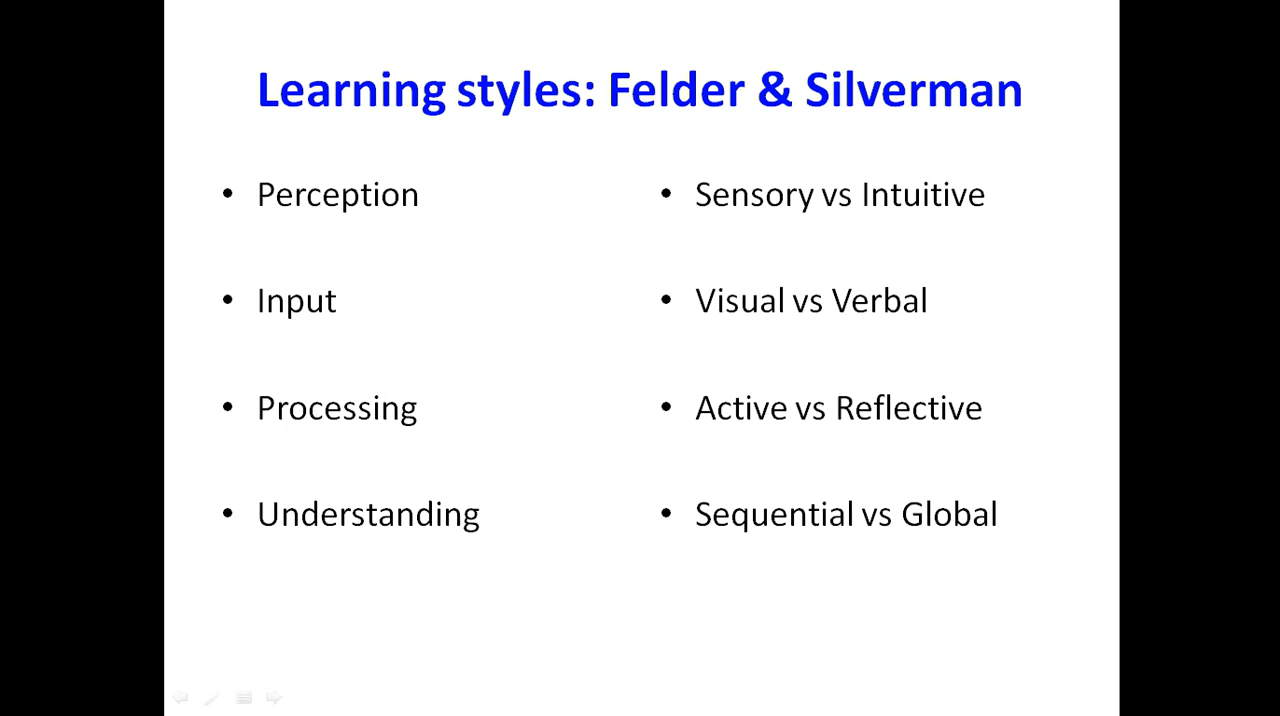 Learning styles: Felder & Silverman
• Perception
• Sensory vs Intuitive
• Input
• Visual vs Verbal
• Processing
• Active vs Reflective
• Understanding
• Sequential vs Global